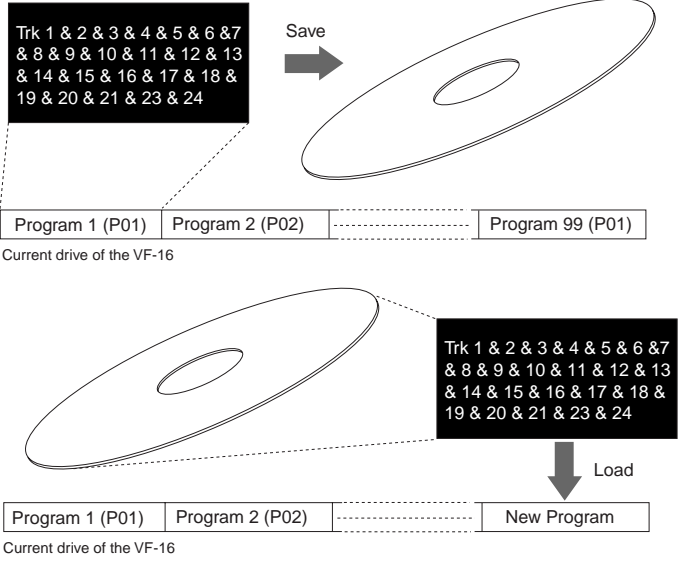 Trk 1 & 2 & 3 & 4 & 5 & 6 &7
& 8 & 9 & 10 & 11 & 12 & 13
& 14 & 15 & 16 & 17 & 18 &
19 & 20 & 21 & 23 & 24
Save
Program 1 (P01) Program 2 (P02) Program 99 (P01)
Current drive of the VF-16
Trk 1 & 2 & 3 & 4 & 5 & 6 &7
& 8 & 9 & 10 & 11 & 12 & 13
& 14 & 15 & 16 & 17 & 18 &
19 & 20 & 21 & 23 & 24
Load
Program 1 (P01) Program 2 (P02) New Program
Current drive of the VF-16